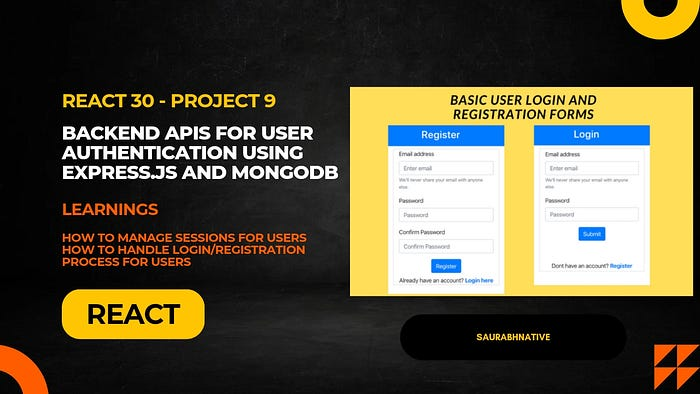 REACT 30 - PROJECT 9
BACKEND APIS FOR USER
AUTHENTICATION USING
EXPRESS.JS AND MONGODB
LEARNINGS
HOW TO MANAGE SESSIONS FOR USERS
HOW TO HANDLE LOGIN/REGISTRATION
PROCESS FOR USERS
REACT
BASIC USER LOGIN AND
REGISTRATION FORMS
Register
Email address
Enter email
We'll never share your email with anyone
else.
Password
Password
Confirm Password
Confirm Password
Register
Already have an account? Login here
Login
Email address
Enter email
We'll never share your email with anyone
else.
Password
Password
Submit
Dont have an account? Register
SAURABHNATIVE